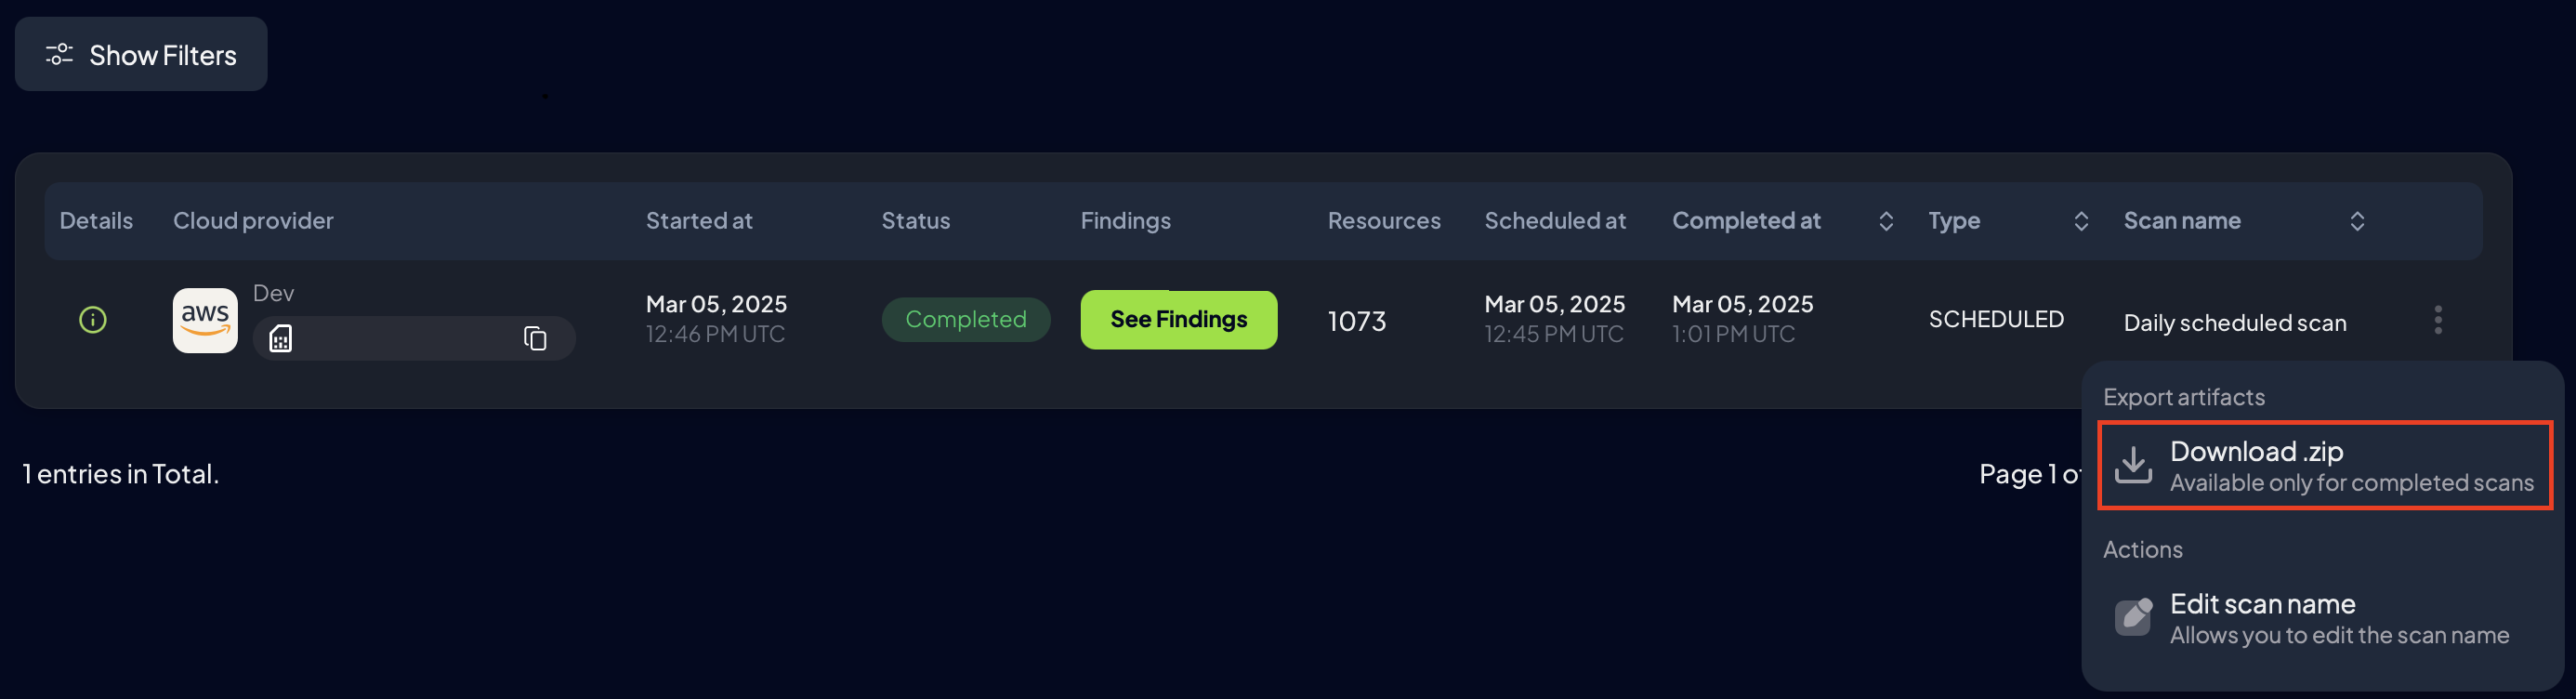 Show Filters
Details Cloud provider Started at Status Findings Resources Scheduled at Completed at Type Scan name
aws Dev Mar 05, 2025 12:46 PM UTC Completed See Findings 1073 Mar 05, 2025 12:45 PM UTC Mar 05, 2025 1:01 PM UTC SCHEDULED Daily scheduled scan
Export artifacts
Download .zip
Available only for completed scans
1 entries in Total. Page 1 of
Actions
Edit scan name
Allows you to edit the scan name